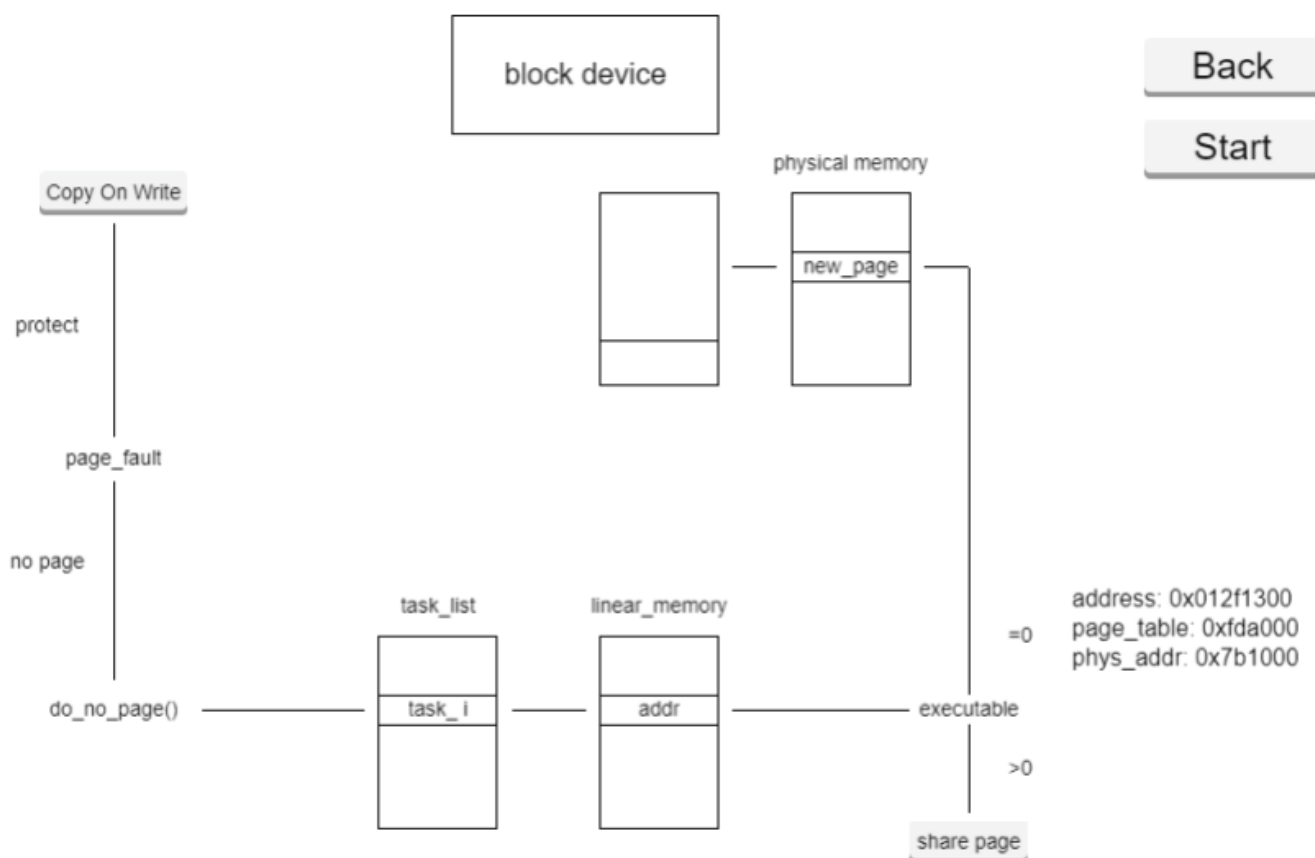 block device
Back
Start
physical memory
Copy On Write
new_page
protect
page_fault
no page
task_list
linear_memory
address: 0x012f1300
page_table: 0xfda000
phys_addr: 0x7b1000
=0
do_no_page()
task_ i
addr
executable
>0
share page